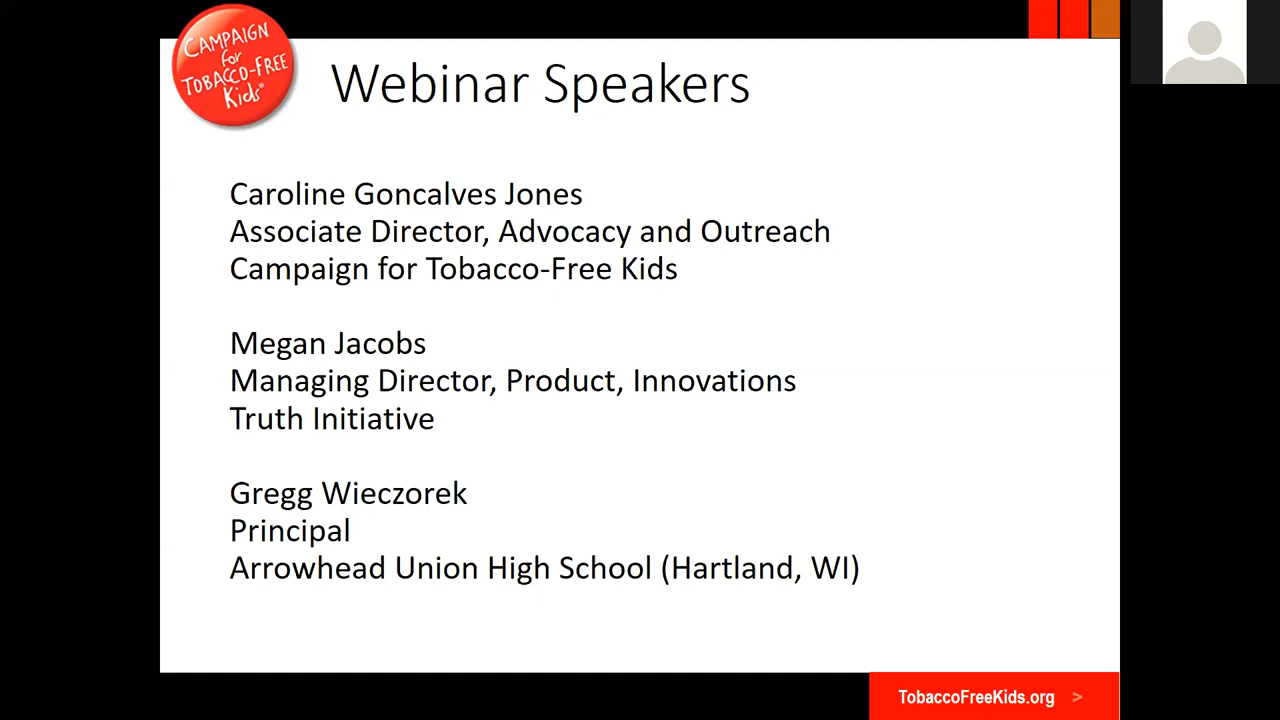 CAMPAIGN
for
TOBACCO-FREE
Kids®
Webinar Speakers
Caroline Goncalves Jones
Associate Director, Advocacy and Outreach
Campaign for Tobacco-Free Kids
Megan Jacobs
Managing Director, Product, Innovations
Truth Initiative
Gregg Wieczorek
Principal
Arrowhead Union High School (Hartland, WI)
TobaccoFreeKids.org >